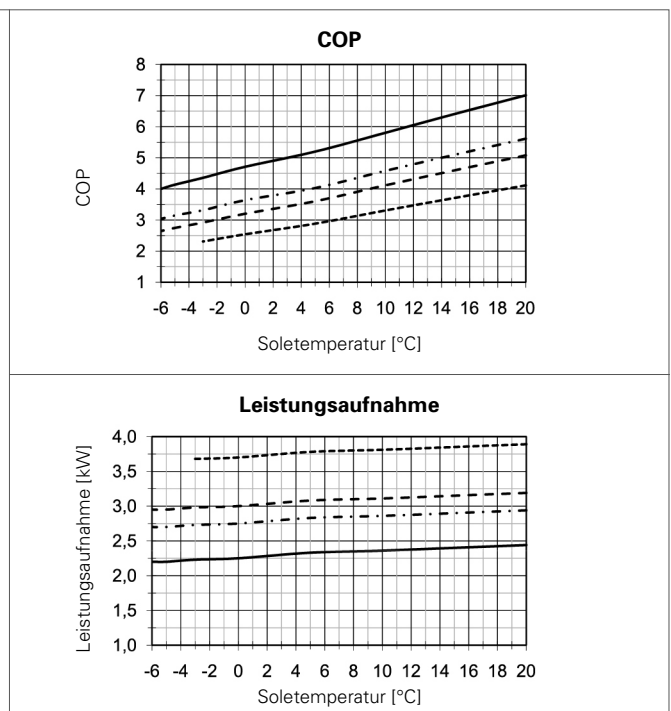 COP
8
7
6
5
4
3
2
1
COP
-6 -4 -2 0 2 4 6 8 10 12 14 16 18 20
Soletemperatur [°C]
Leistungsaufnahme
4,0
3,5
3,0
2,5
2,0
1,5
1,0
Leistungsaufnahme [kW]
-6 -4 -2 0 2 4 6 8 10 12 14 16 18 20
Soletemperatur [°C]